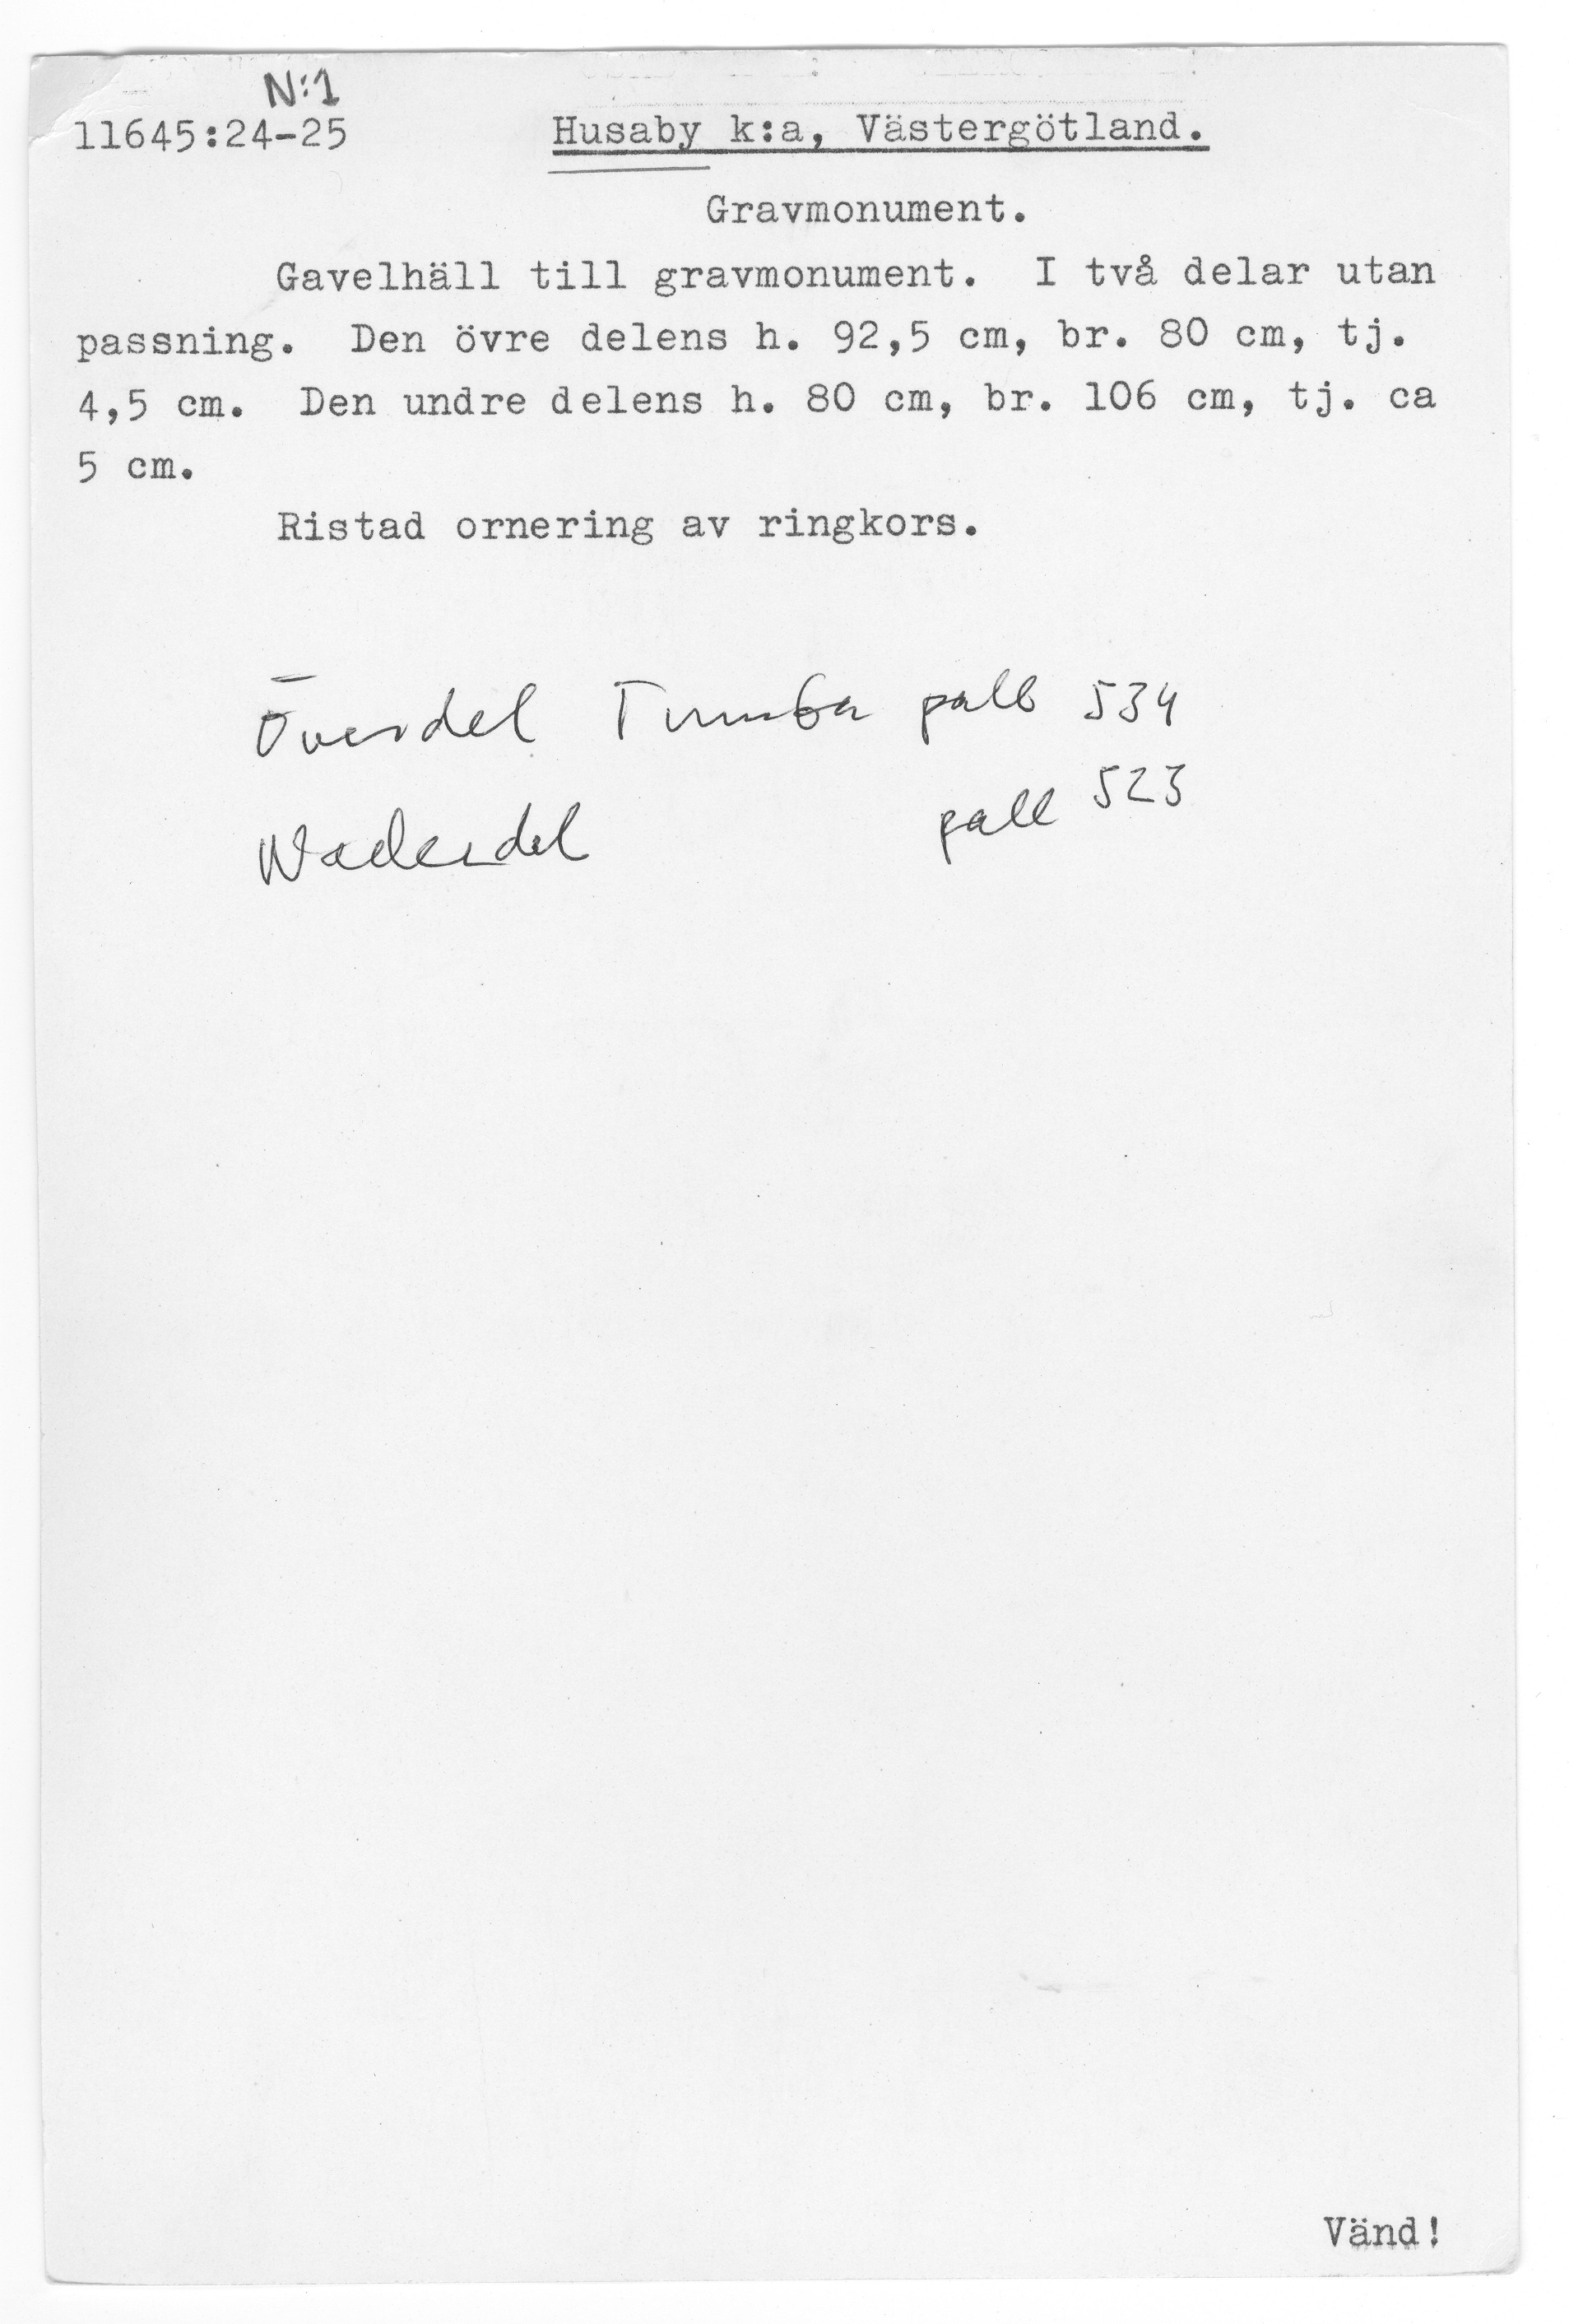 N:1
11645:24-25
Husaby k:a, Västergötland.
Gravmonument.
Gavelhäll till gravmonument. I två delar utan
passning. Den övre delens h. 92,5 cm, br. 80 cm, tj.
4,5 cm. Den undre delens h. 80 cm, br. 106 cm, tj. ca
5 cm.
Ristad ornering av ringkors.
Överdel Tumba pall 534
Nederdel pall 523
Vänd!